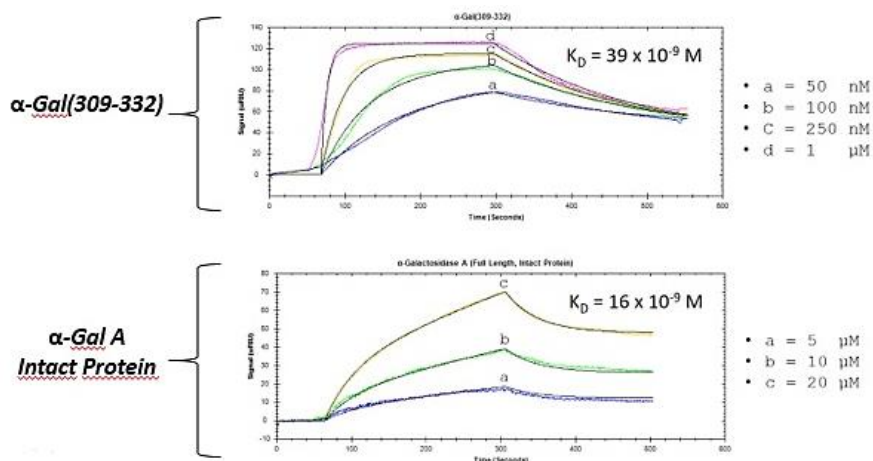 α-Gal(309-332)
α-Gal(309-332)
140
120
100
80
60
40
20
0
-20
Signal (uRIU)
d
c
b
a
K_D = 39 x 10^-9 M
0 100 200 300 400 500 600
Time (Seconds)
• a = 50 nM
• b = 100 nM
• C = 250 nM
• d = 1 µM
α-Gal A
Intact Protein
α-Galactosidase A (Full Length, Intact Protein)
80
70
60
50
40
30
20
10
0
-10
Signal (uRIU)
c
b
a
K_D = 16 x 10^-9 M
0 100 200 300 400 500 600
Time (Seconds)
• a = 5 µM
• b = 10 µM
• c = 20 µM